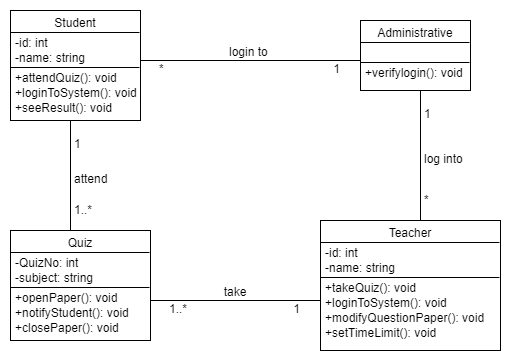 Student
-id: int
-name: string
+attendQuiz(): void
+loginToSystem(): void
+seeResult(): void
login to
*
1
Administrative
+verifylogin(): void
1
attend
1..*
1
log into
*
Quiz
-QuizNo: int
-subject: string
+openPaper(): void
+notifyStudent(): void
+closePaper(): void
take
1..*
1
Teacher
-id: int
-name: string
+takeQuiz(): void
+loginToSystem(): void
+modifyQuestionPaper(): void
+setTimeLimit(): void